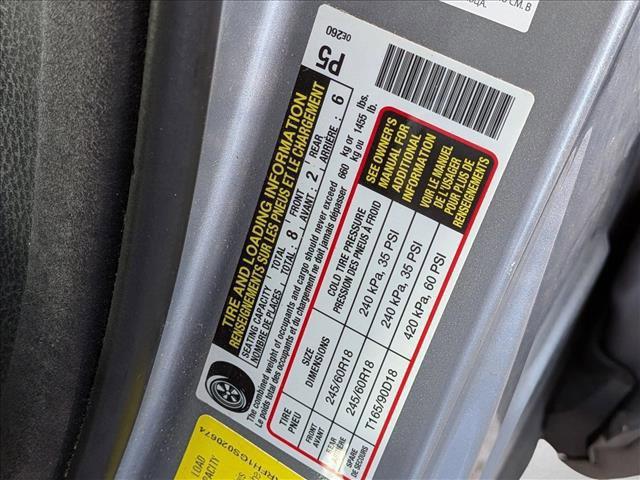 CM. B
0E260
P5
TIRE AND LOADING INFORMATION
RENSEIGNEMENTS SUR LES PNEUS ET LE CHARGEMENT
SEATING CAPACITY TOTAL 8 FRONT 2 REAR 6
NOMBRE DE PLACES: TOTAL: AVANT: ARRIÈRE:
The combined weight of occupants and cargo should never exceed 660 kg or 1455 lbs.
Le poids total des occupants et du chargement ne doit jamais dépasser kg ou lb.
TIRE SIZE COLD TIRE PRESSURE
PNEU DIMENSIONS PRESSION DES PNEUS À FROID
FRONT 245/60R18 240 kPa, 35 PSI
AVANT
REAR 245/60R18 240 kPa, 35 PSI
ARRIÈRE
SPARE T165/90D18 420 kPa, 60 PSI
DE SECOURS
SEE OWNER'S
MANUAL FOR
ADDITIONAL
INFORMATION
VOIR LE MANUEL
DE L'USAGER
POUR PLUS DE
RENSEIGNEMENTS
RFH1GS020674
LOAD
CAPACITY